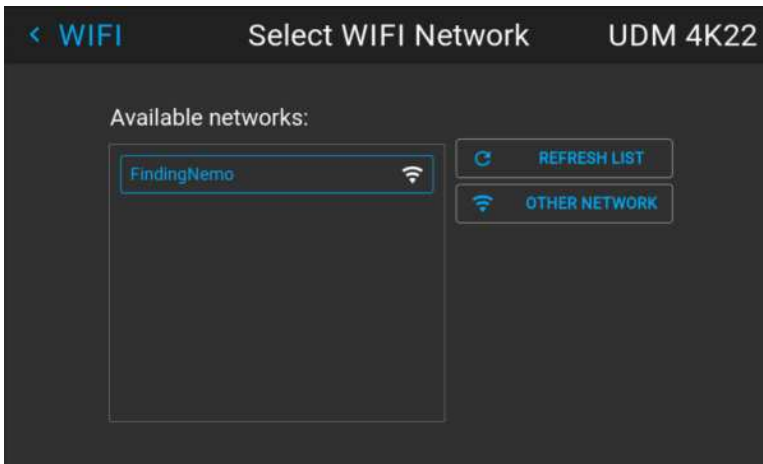 < WIFI Select WIFI Network UDM 4K22
Available networks:
FindingNemo
REFRESH LIST
OTHER NETWORK